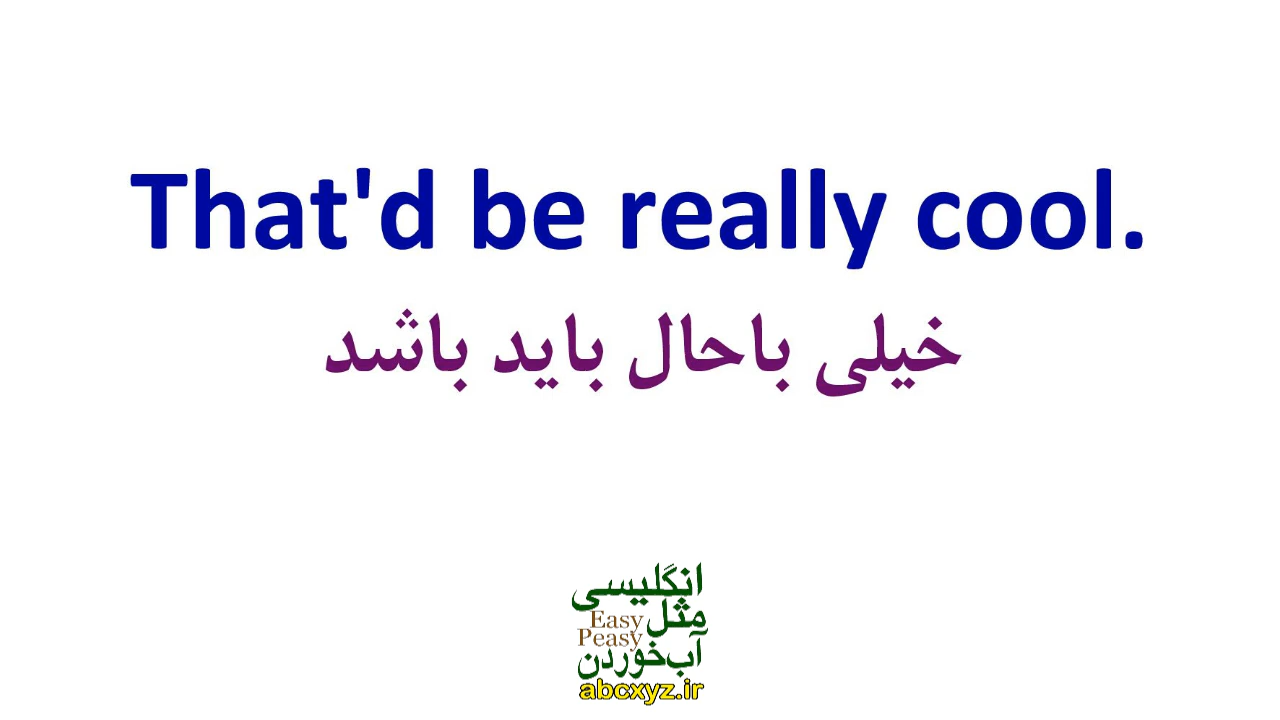 That'd be really cool.
خیلی باحال باید باشد
انگلیسی
مثل
Easy
Peasy
آب‌خوردن
abcxyz.ir